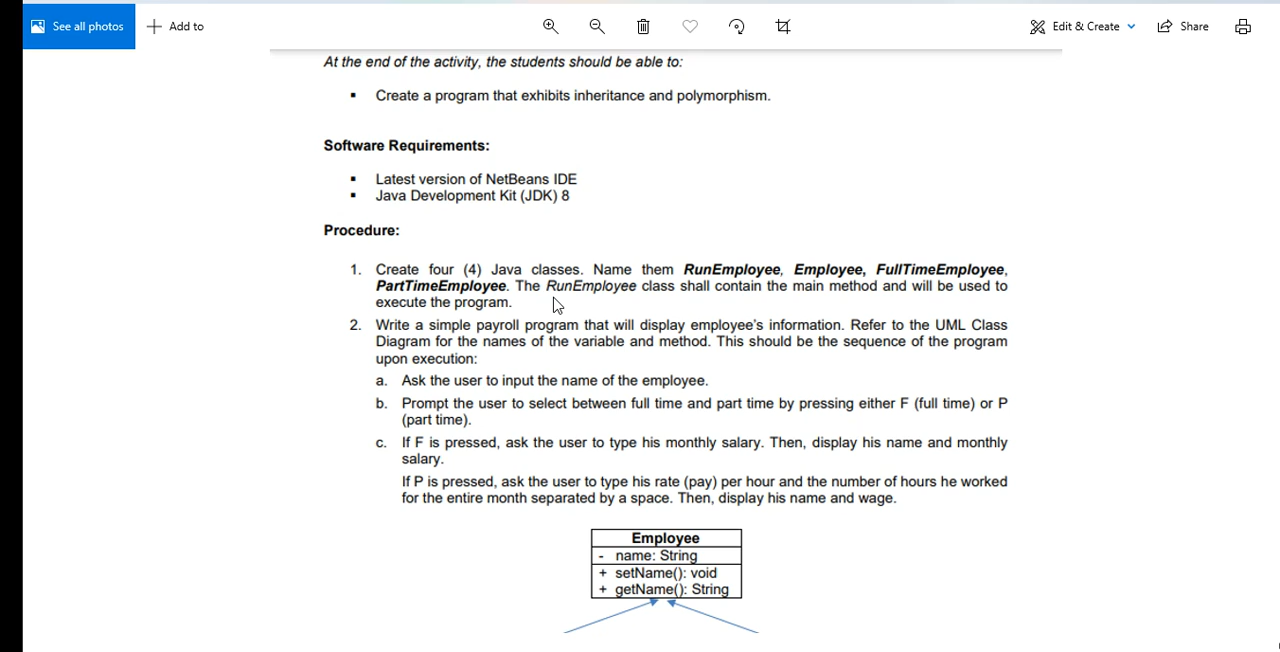 See all photos
Add to
Edit & Create
Share
At the end of the activity, the students should be able to:
▪ Create a program that exhibits inheritance and polymorphism.
Software Requirements:
▪ Latest version of NetBeans IDE
▪ Java Development Kit (JDK) 8
Procedure:
1. Create four (4) Java classes. Name them RunEmployee, Employee, FullTimeEmployee,
PartTimeEmployee. The RunEmployee class shall contain the main method and will be used to
execute the program.
2. Write a simple payroll program that will display employee's information. Refer to the UML Class
Diagram for the names of the variable and method. This should be the sequence of the program
upon execution:
a. Ask the user to input the name of the employee.
b. Prompt the user to select between full time and part time by pressing either F (full time) or P
(part time).
c. If F is pressed, ask the user to type his monthly salary. Then, display his name and monthly
salary.
If P is pressed, ask the user to type his rate (pay) per hour and the number of hours he worked
for the entire month separated by a space. Then, display his name and wage.
Employee
- name: String
+ setName(): void
+ getName(): String